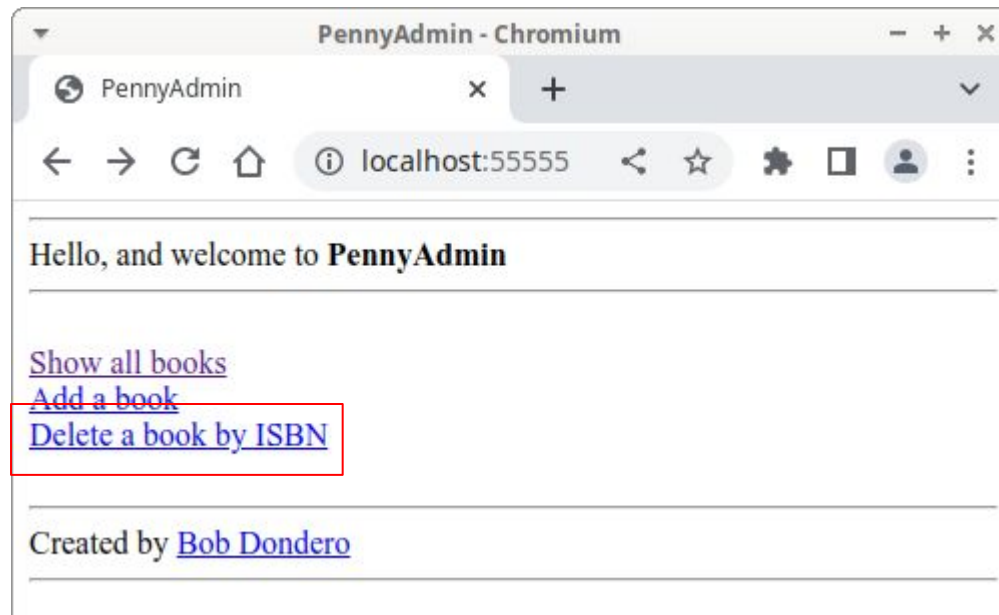 PennyAdmin - Chromium
PennyAdmin
localhost:55555
Hello, and welcome to PennyAdmin
Show all books
Add a book
Delete a book by ISBN
Created by Bob Dondero